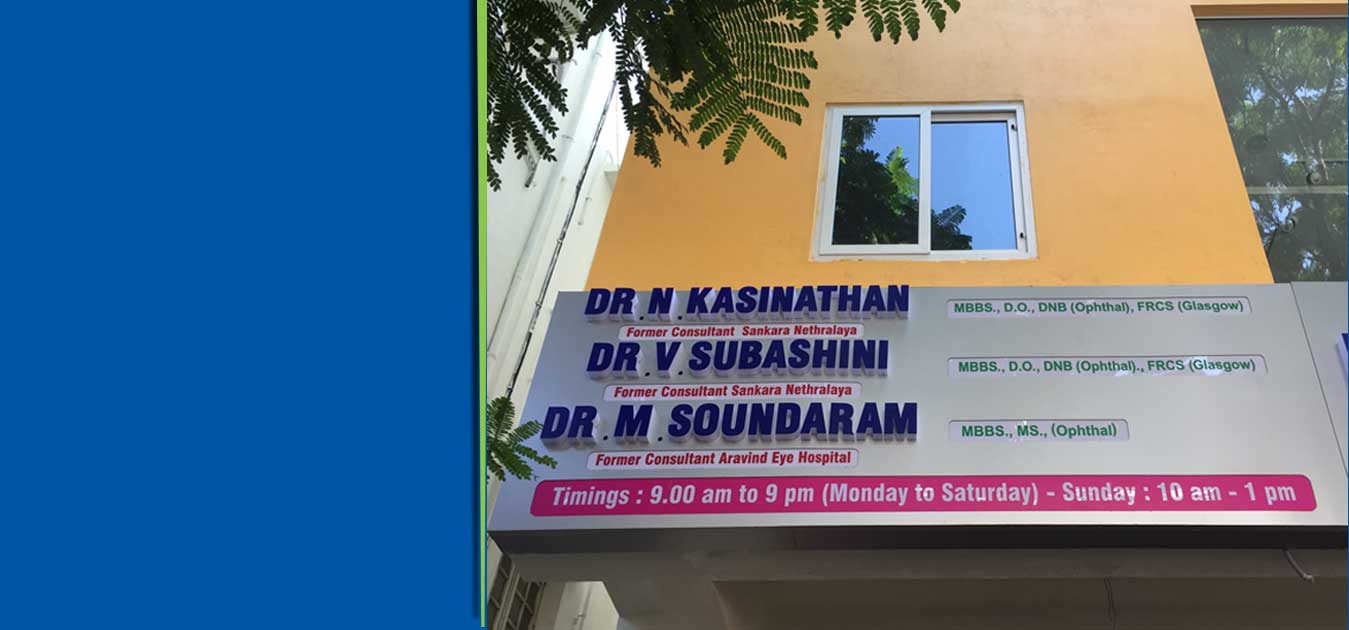 DR.N.KASINATHAN MBBS., D.O., DNB (Ophthal), FRCS (Glasgow)
Former Consultant Sankara Nethralaya
DR.V.SUBASHINI MBBS., D.O., DNB (Ophthal)., FRCS (Glasgow)
Former Consultant Sankara Nethralaya
DR.M.SOUNDARAM MBBS., MS., (Ophthal)
Former Consultant Aravind Eye Hospital
Timings : 9.00 am to 9 pm (Monday to Saturday) - Sunday : 10 am - 1 pm